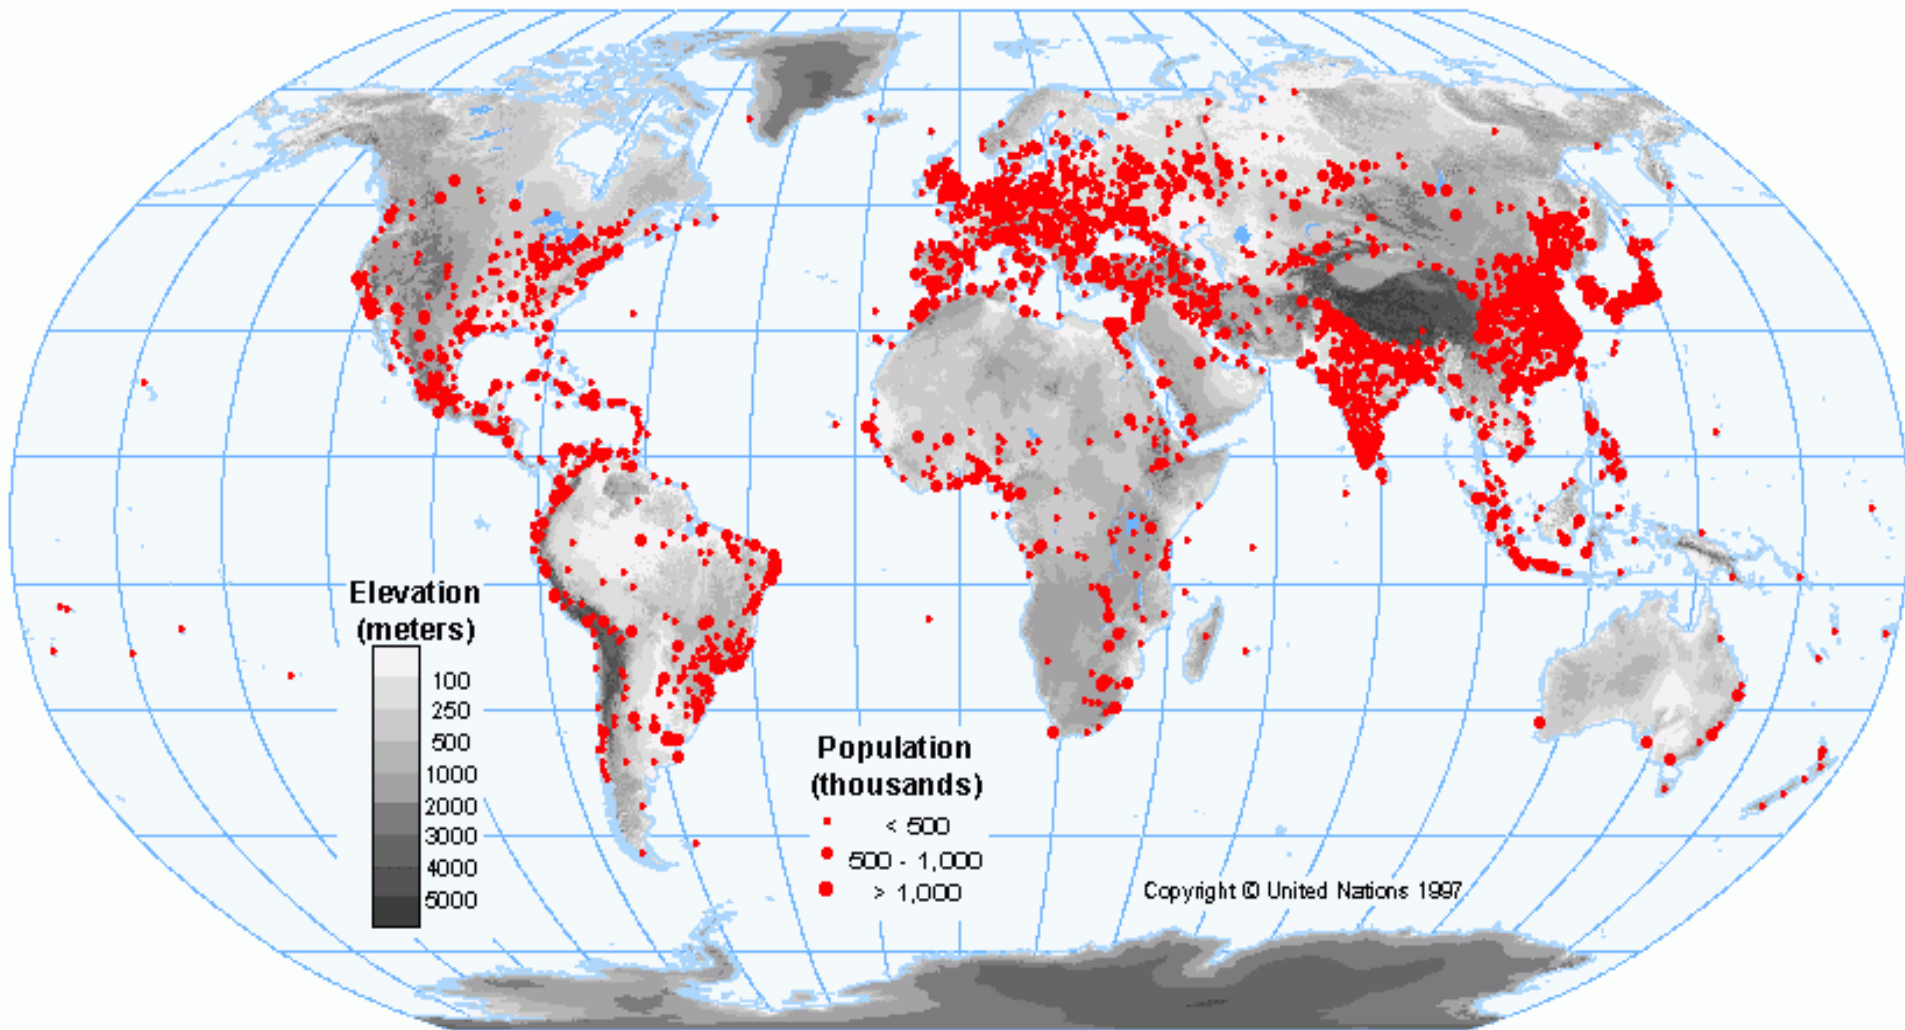 Elevation
(meters)
100
250
500
1000
2000
3000
4000
5000
Population
(thousands)
< 500
500 - 1,000
> 1,000
Copyright © United Nations 1997